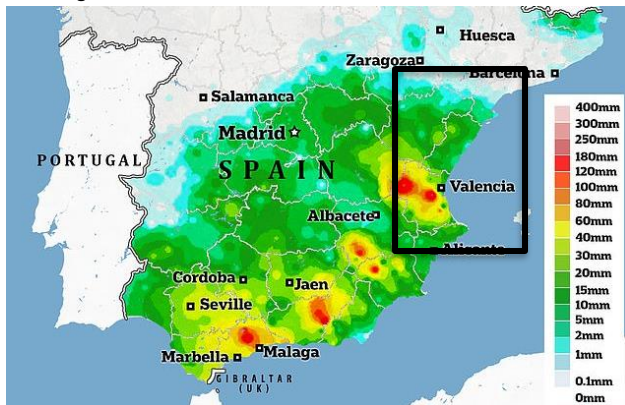 Huesca
Zaragoza
Barcelona
Salamanca
Madrid
PORTUGAL
SPAIN
Valencia
Albacete
Alicante
Cordoba
Jaen
Seville
Marbella
Malaga
GIBRALTAR
(UK)
400mm
300mm
250mm
180mm
120mm
100mm
80mm
60mm
40mm
30mm
20mm
15mm
10mm
5mm
2mm
1mm
0.1mm
0mm